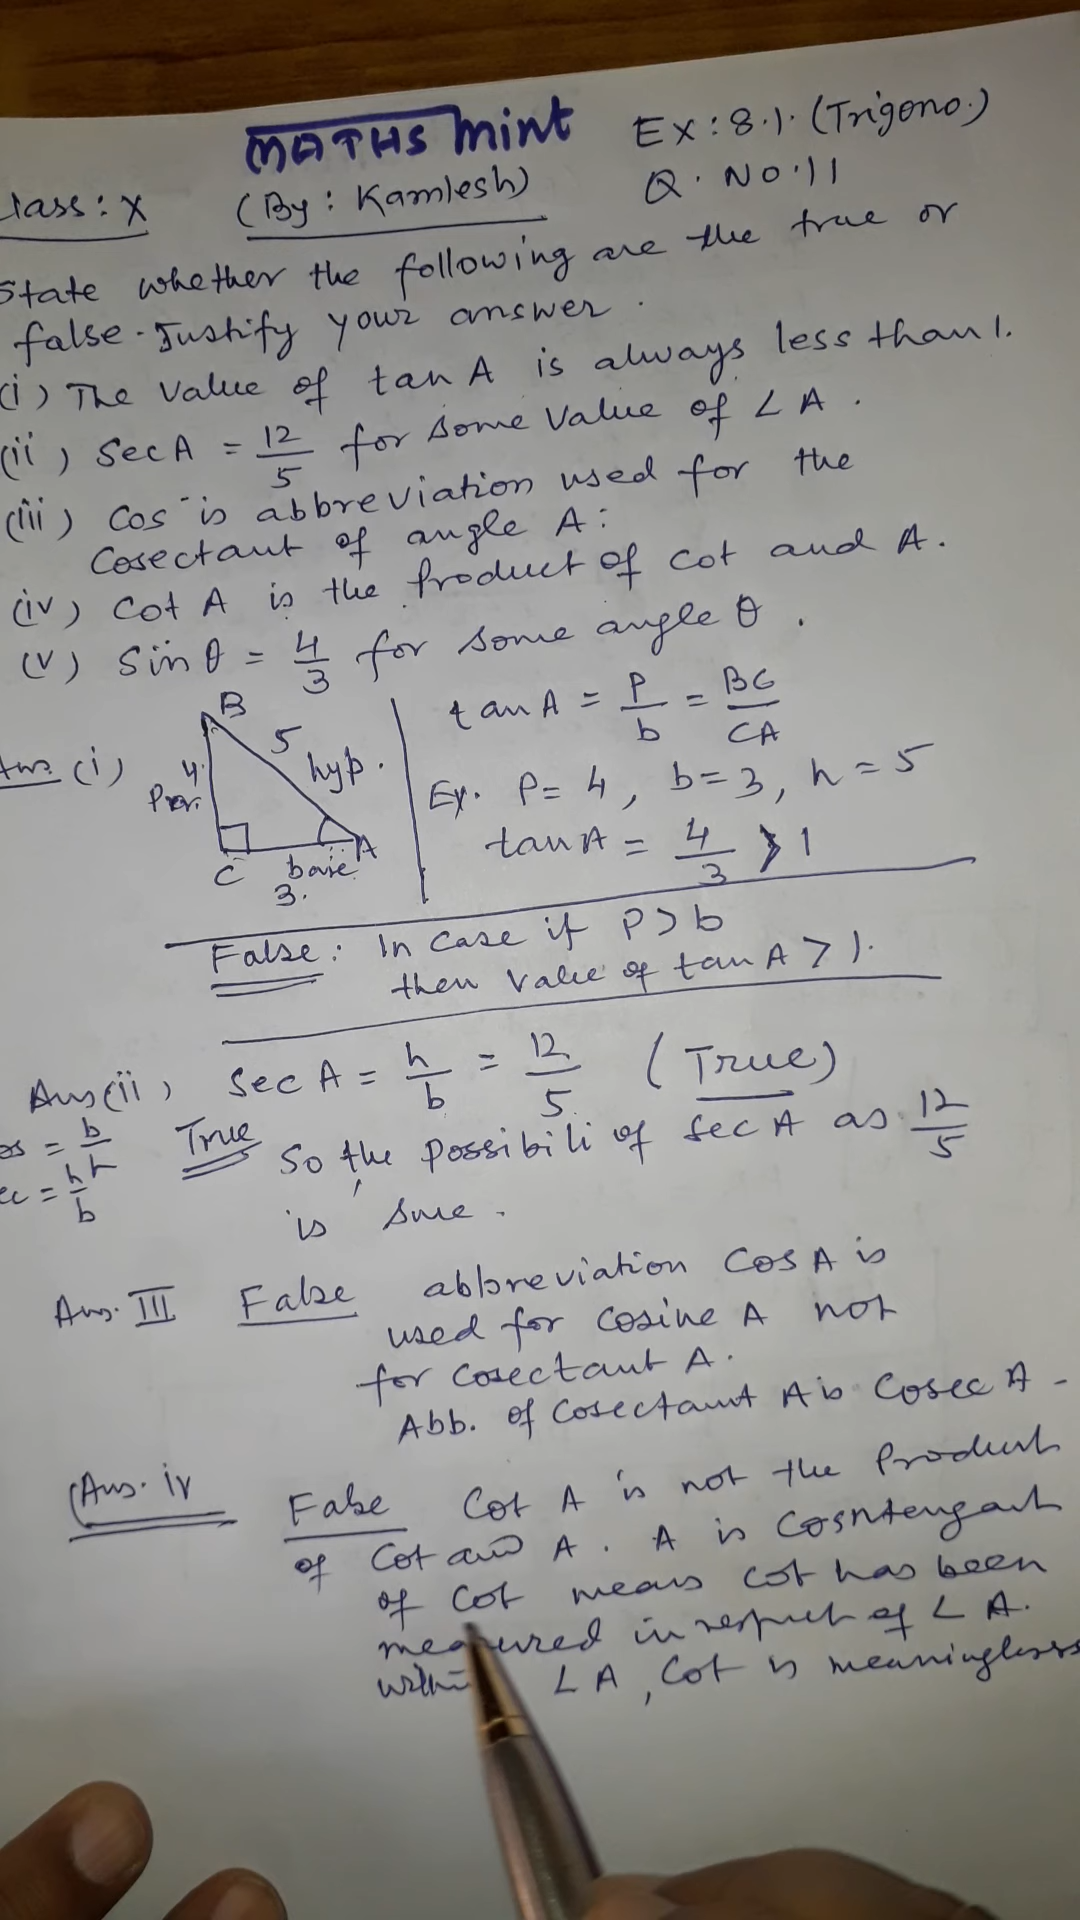 MATHS Mint
Ex: 8.1. (Trigono.)
lass: X
(By: Kamlesh)
Q. No. 11
State whether the following are the true or
false. Justify your answer.
(i) The value of tan A is always less than 1.
(ii) Sec A = 12/5 for some value of ∠A.
(iii) Cos is abbreviation used for the
Cosectant of angle A:
(iv) Cot A is the product of Cot and A.
(v) Sin θ = 4/3 for some angle θ.
Ans (i)
B
5
hyp.
4
Per.
C
base
A
3.
tan A = P/b = BC/CA
Ex. P = 4, b = 3, h = 5
tan A = 4/3 > 1
False: In case if P > b
then value of tan A > 1.
Ans (ii) Sec A = h/b = 12/5 (True)
os = b/h
ec = h/b
True So the possibili of Sec A as 12/5
is sure.
Ans. III False abbreviation Cos A is
used for Cosine A not
for Cosectant A.
Abb. of Cosectant A is Cosec A -
(Ans. iv
False Cot A is not the Product
of Cot and A. A is
of Cot means Cot has been
measured in respect of ∠A.
∠A, Cot is meaningless